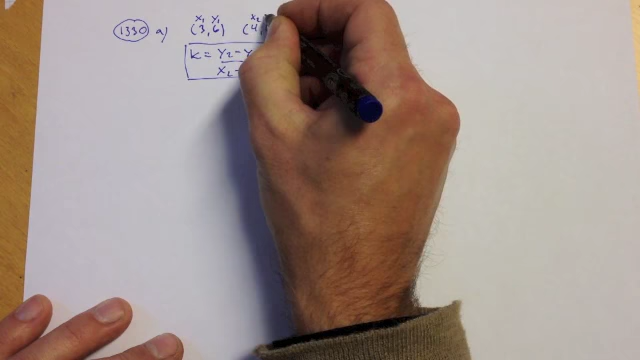 x₁ y₁ x₂
1330 a) (3,6) (4,
k = y₂ - y
x₂ -